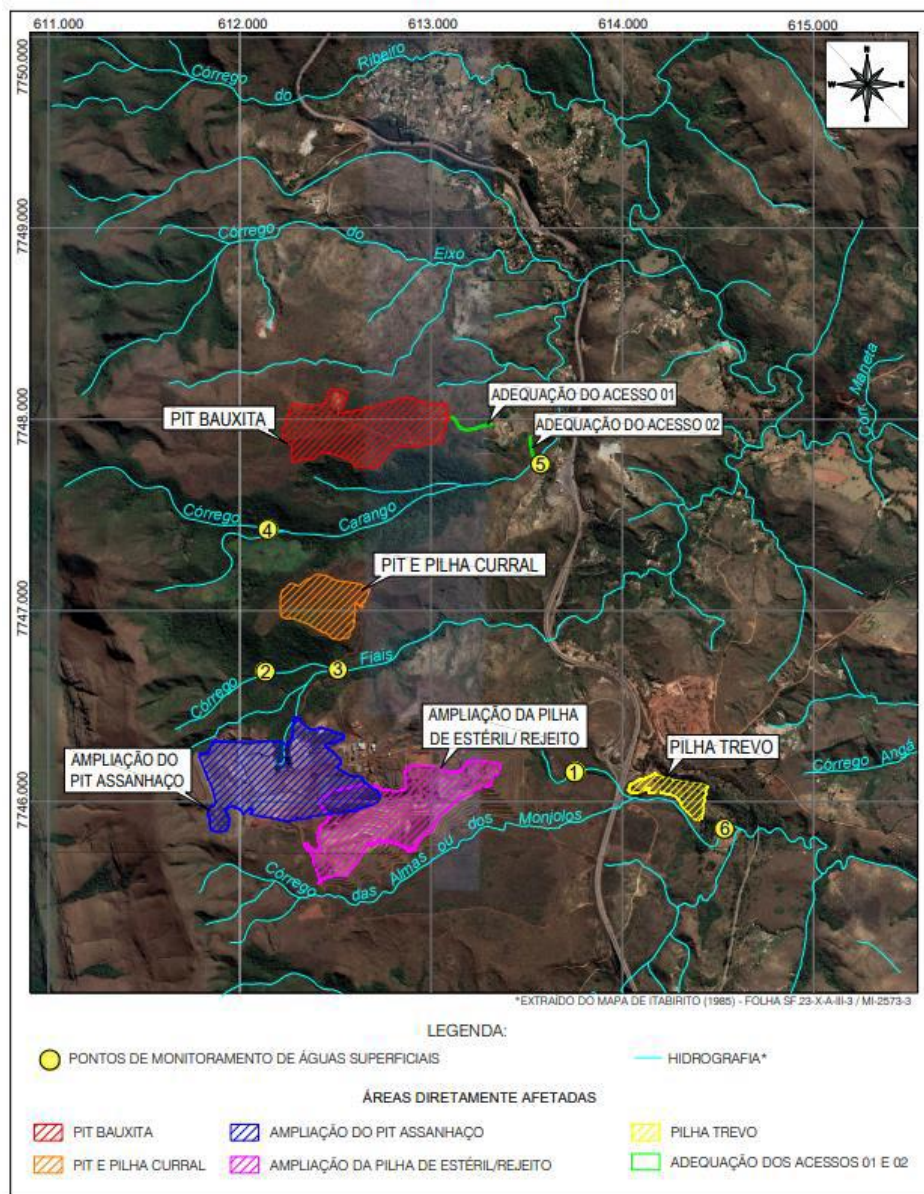 611.000 612.000 613.000 614.000 615.000
7750.000
7749.000
7748.000
7747.000
7746.000
N
W E
S
Córrego do Ribeiro
Córrego do Eixo
Córr. Maneta
ADEQUAÇÃO DO ACESSO 01
PIT BAUXITA
ADEQUAÇÃO DO ACESSO 02
5
Córrego Carango
4
PIT E PILHA CURRAL
Córrego Fiais
2
3
AMPLIAÇÃO DA PILHA
DE ESTÉRIL/ REJEITO
AMPLIAÇÃO DO
PIT ASSANHAÇO
PILHA TREVO
1
Córrego Angá
6
Córrego das Almas ou dos Monjolos
*EXTRAÍDO DO MAPA DE ITABIRITO (1985) - FOLHA SF.23-X-A-III-3 / MI-2573-3
LEGENDA:
PONTOS DE MONITORAMENTO DE ÁGUAS SUPERFICIAIS
HIDROGRAFIA*
ÁREAS DIRETAMENTE AFETADAS
PIT BAUXITA
AMPLIAÇÃO DO PIT ASSANHAÇO
PILHA TREVO
PIT E PILHA CURRAL
AMPLIAÇÃO DA PILHA DE ESTÉRIL/REJEITO
ADEQUAÇÃO DOS ACESSOS 01 E 02